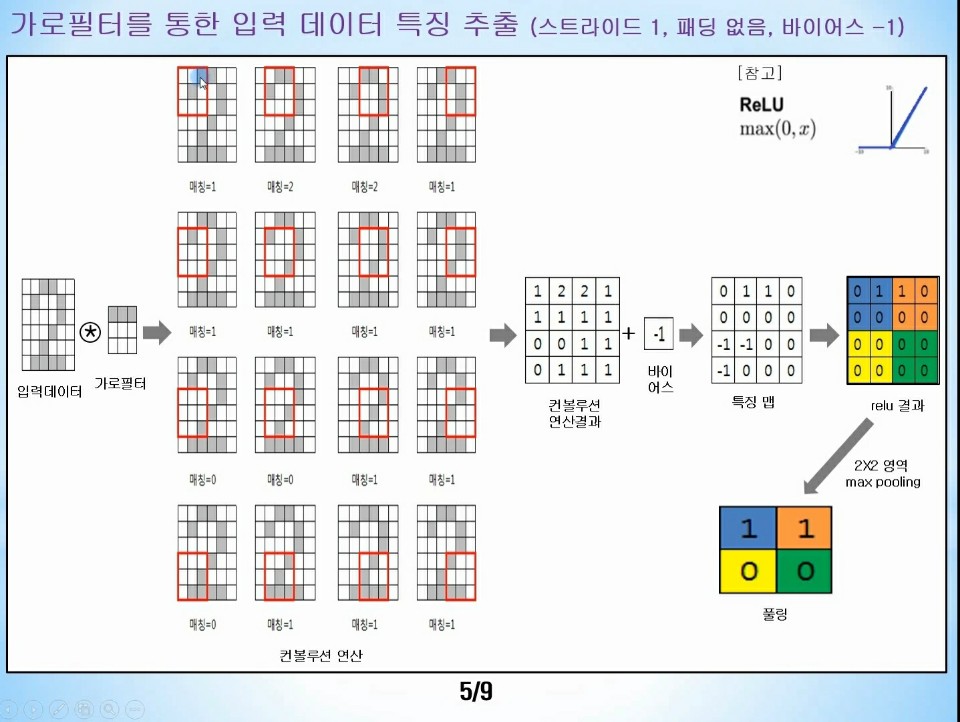 가로필터를 통한 입력 데이터 특징 추출 (스트라이드 1, 패딩 없음, 바이어스 -1)
[참고]
ReLU
max(0, x)
매칭=1 매칭=2 매칭=2 매칭=1
매칭=1 매칭=1 매칭=1 매칭=1
매칭=0 매칭=0 매칭=1 매칭=1
매칭=0 매칭=1 매칭=1 매칭=1
컨볼루션 연산
입력데이터
가로필터
1 2 2 1
1 1 1 1
0 0 1 1
0 1 1 1
컨볼루션
연산결과
+
-1
바이
어스
0 1 1 0
0 0 0 0
-1 -1 0 0
-1 0 0 0
특징 맵
0 1 1 0
0 0 0 0
0 0 0 0
0 0 0 0
relu 결과
2X2 영역
max pooling
1 1
0 0
풀링
5/9